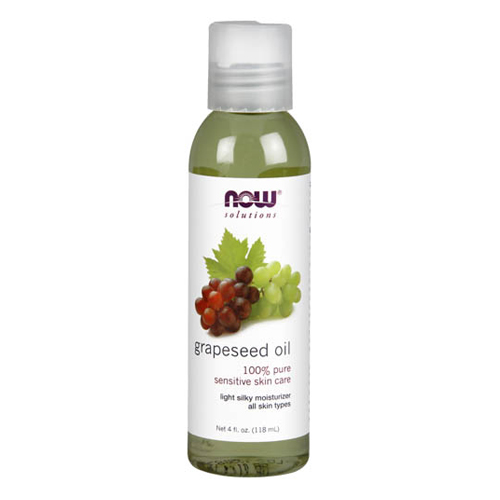 now®
solutions
grapeseed oil
100% pure
sensitive skin care
light silky moisturizer
all skin types
Net 4 fl. oz. (118 mL)